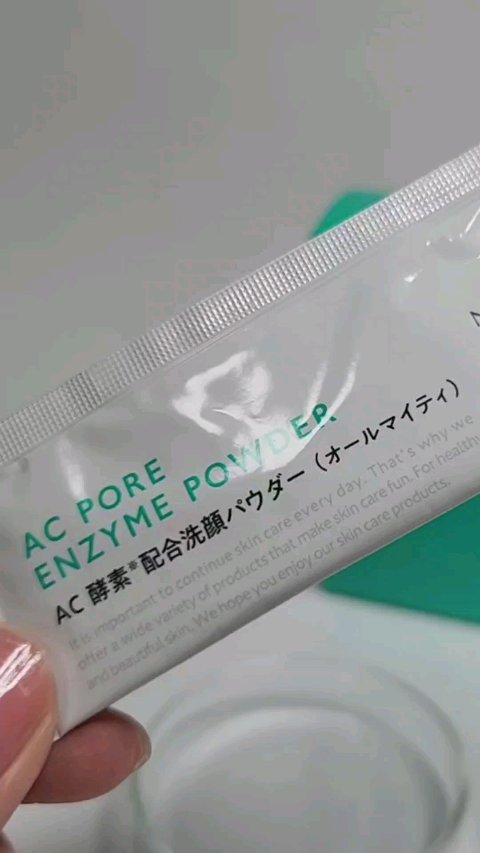 AC PORE
ENZYME POWDER
AC 酵素※配合洗顔パウダー（オールマイティ）
It is important to continue skin care every day. That's why we
offer a wide variety of products that make skin care fun. For healthy
and beautiful skin. We hope you enjoy our skin care products.